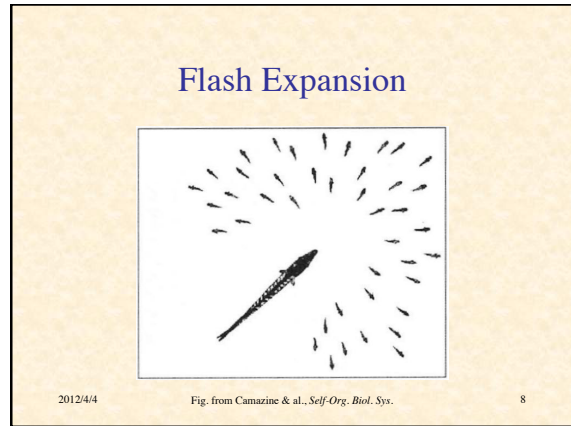 Flash Expansion
2012/4/4 Fig. from Camazine & al., Self-Org. Biol. Sys. 8